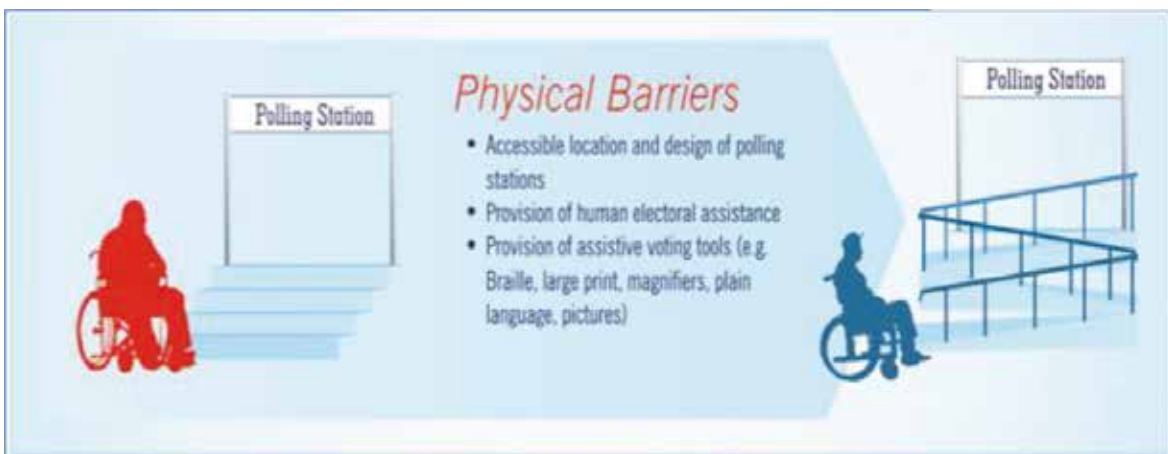 Polling Station
Physical Barriers
• Accessible location and design of polling
stations
• Provision of human electoral assistance
• Provision of assistive voting tools (e.g.
Braille, large print, magnifiers, plain
language, pictures)
Polling Station